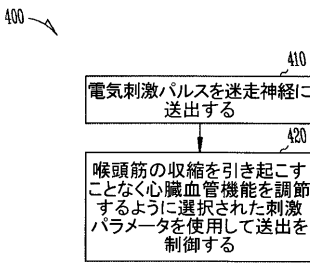 400
410
電気刺激パルスを迷走神経に
送出する
420
喉頭筋の収縮を引き起こす
ことなく心臓血管機能を調節
するように選択された刺激
パラメータを使用して送出を
制御する